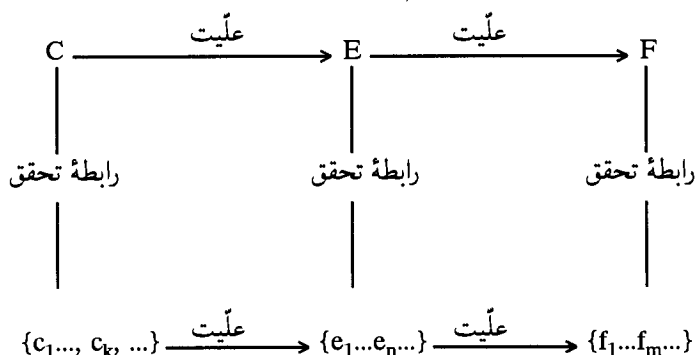 علّیت علّیت
C E F
رابطهٔ تحقق رابطهٔ تحقق رابطهٔ تحقق
علّیت علّیت
{c₁..., cₖ, ...} {e₁...eₙ...} {f₁...fₘ...}